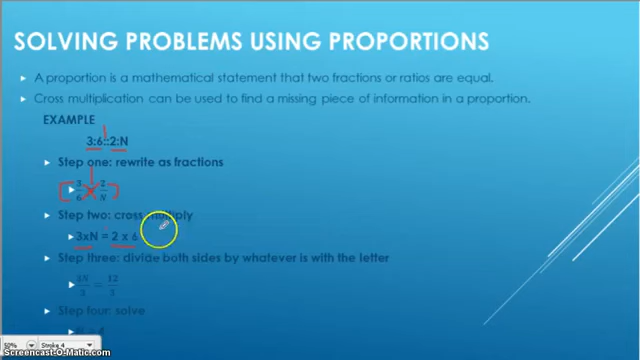 SOLVING PROBLEMS USING PROPORTIONS
A proportion is a mathematical statement that two fractions or ratios are equal.
Cross multiplication can be used to find a missing piece of information in a proportion.
EXAMPLE
3:6::2:N
Step one: rewrite as fractions
3/6 2/N
Step two: cross multiply
3xN = 2 x 6
Step three: divide both sides by whatever is with the letter
3N/3 = 12/3
Step four: solve
50% Stroke 4
Screencast-O-Matic.com